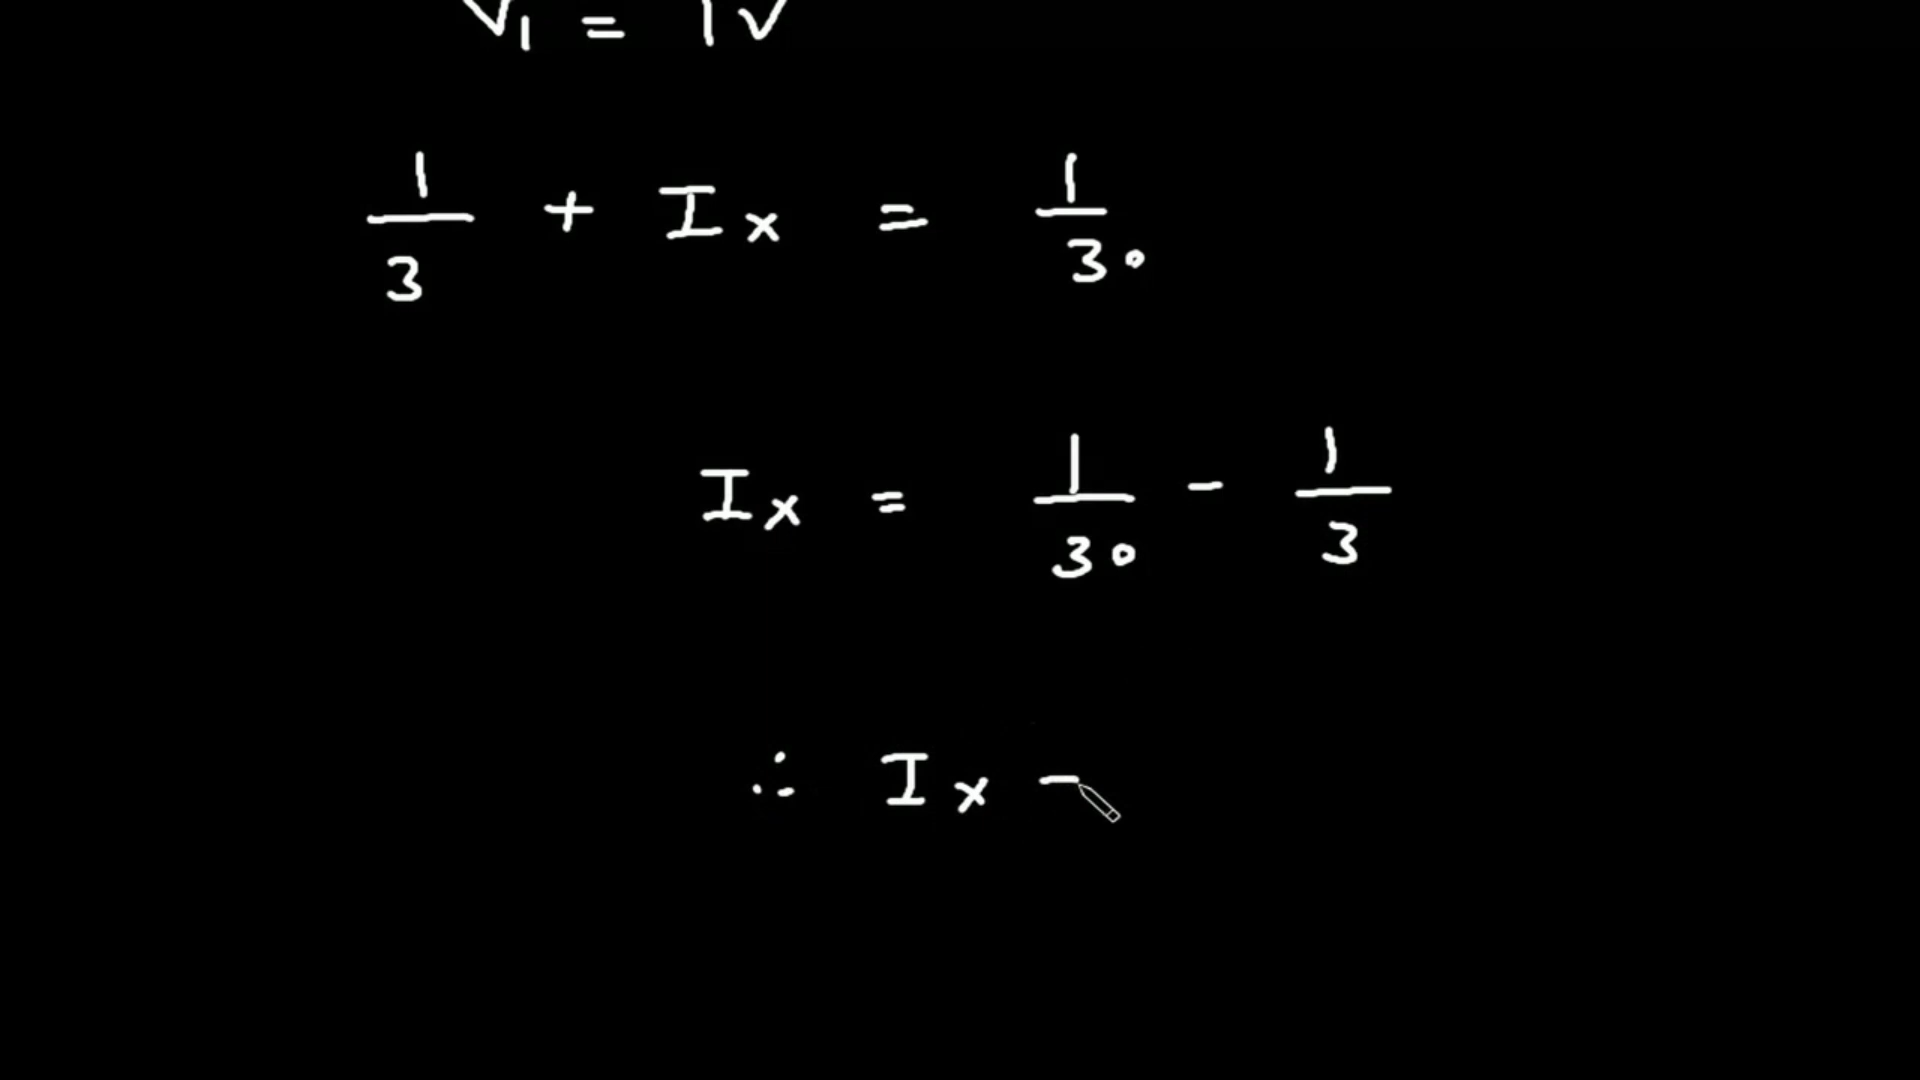 V₁ = 1V
1/3 + Iₓ = 1/30
Iₓ = 1/30 - 1/3
∴ Iₓ -